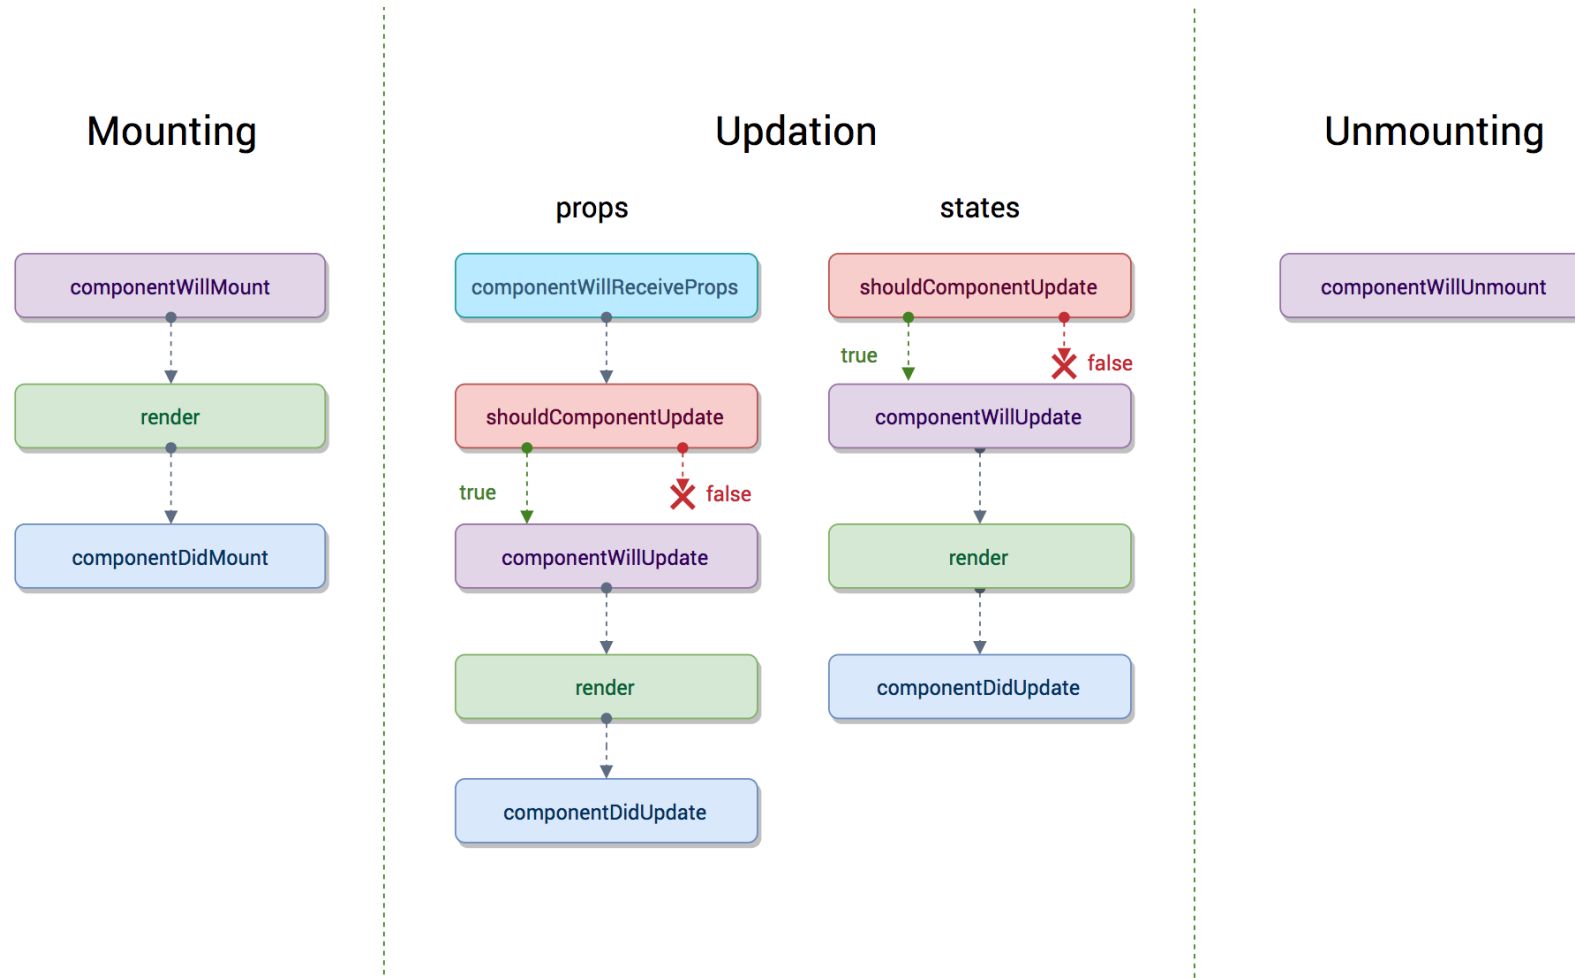 Mounting
Updation
Unmounting
props
states
componentWillMount
componentWillReceiveProps
shouldComponentUpdate
componentWillUnmount
true
false
render
shouldComponentUpdate
componentWillUpdate
true
false
componentDidMount
componentWillUpdate
render
render
componentDidUpdate
componentDidUpdate